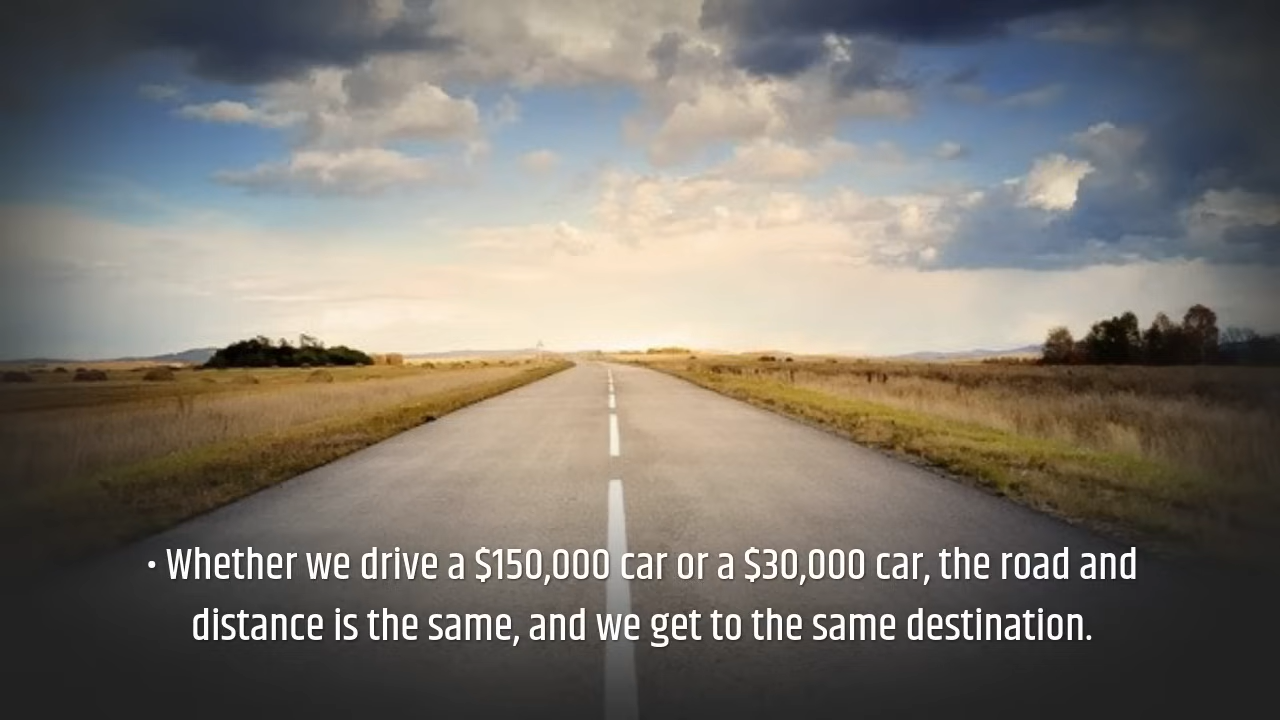 · Whether we drive a $150,000 car or a $30,000 car, the road and
distance is the same, and we get to the same destination.